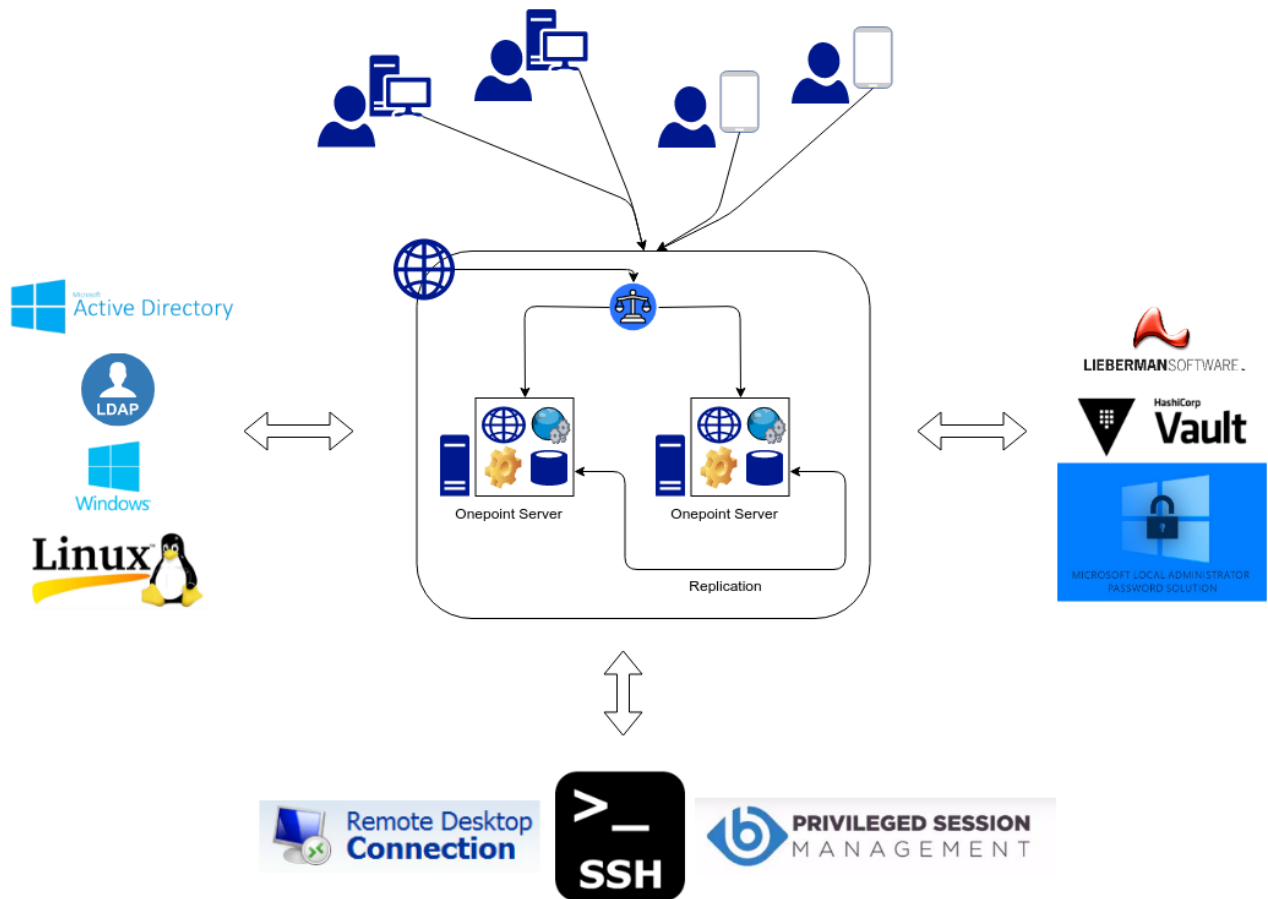 Microsoft
Active Directory
LDAP
Windows
Linux™
Onepoint Server
Onepoint Server
Replication
LIEBERMANSOFTWARE.
HashiCorp
Vault
MICROSOFT LOCAL ADMINISTRATOR
PASSWORD SOLUTION
Remote Desktop
Connection
>_
SSH
PRIVILEGED SESSION
MANAGEMENT